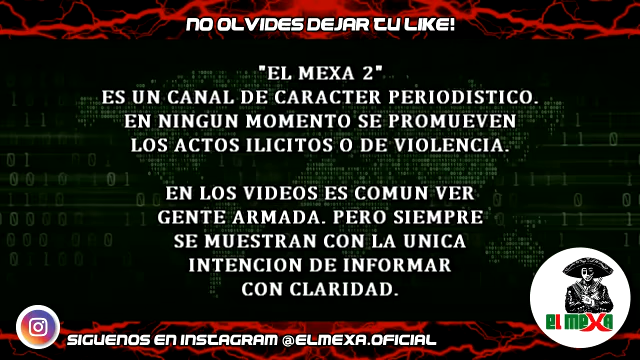 NO OLVIDES DEJAR TU LIKE!
"EL MEXA 2"
ES UN CANAL DE CARACTER PERIODISTICO.
EN NINGUN MOMENTO SE PROMUEVEN
LOS ACTOS ILICITOS O DE VIOLENCIA.
EN LOS VIDEOS ES COMUN VER
GENTE ARMADA. PERO SIEMPRE
SE MUESTRAN CON LA UNICA
INTENCION DE INFORMAR
CON CLARIDAD.
EL MEXA
SIGUENOS EN INSTAGRAM @ELMEXA.OFICIAL